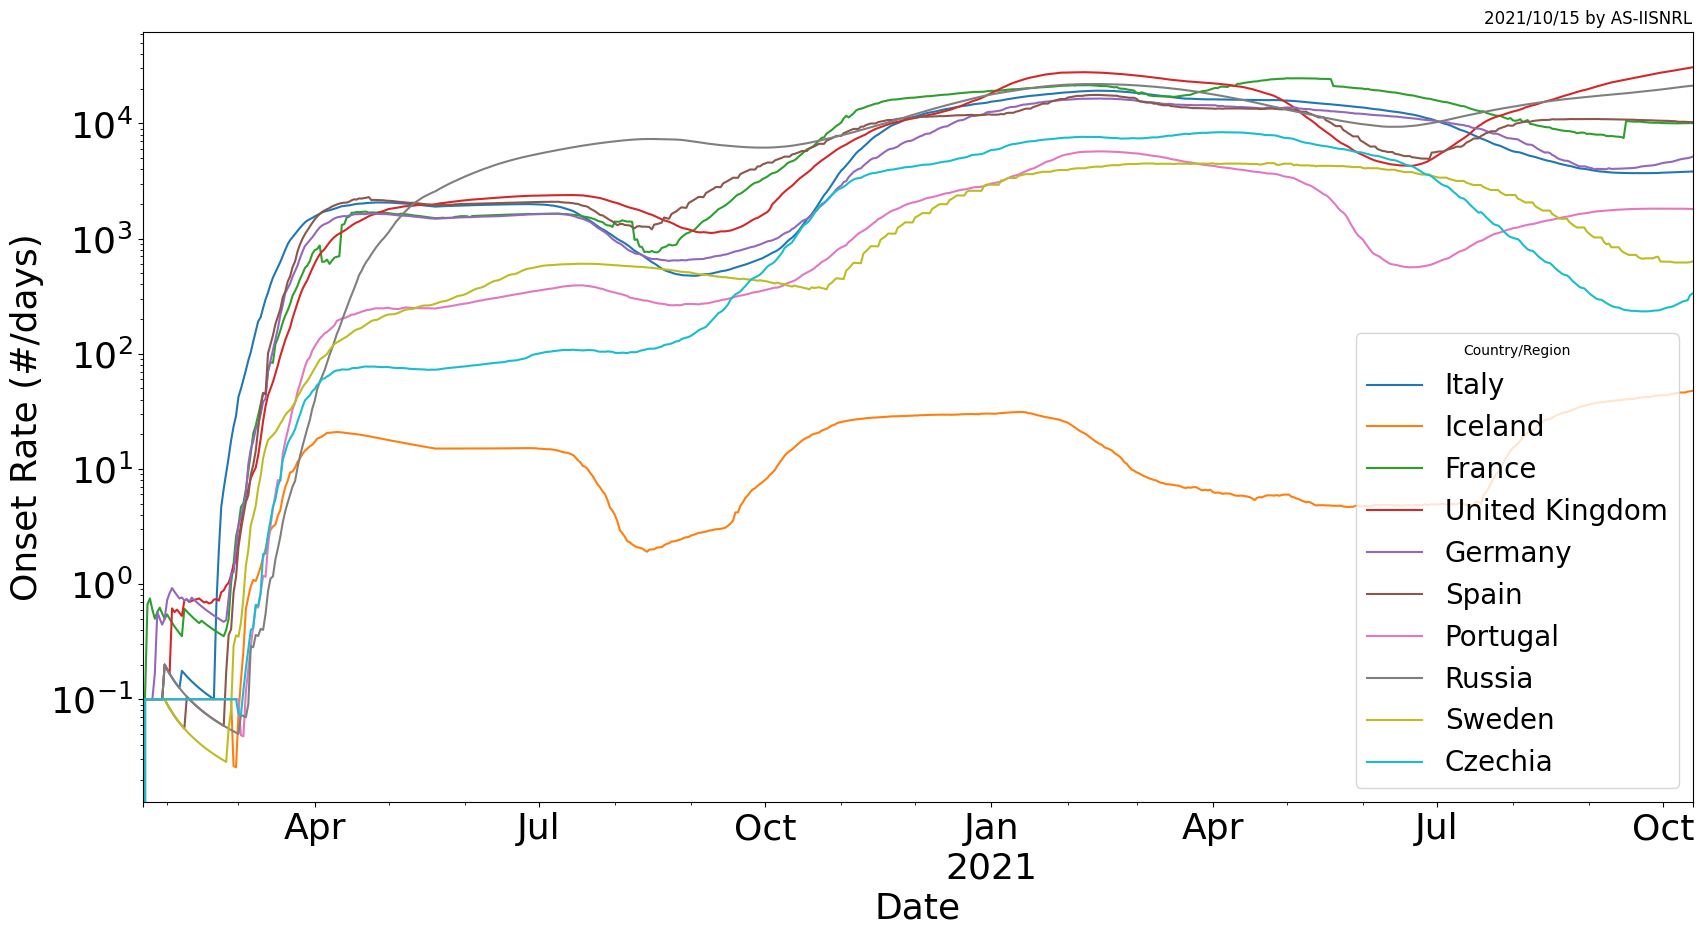 2021/10/15 by AS-IISNRL
Onset Rate (#/days)
10^4
10^3
10^2
10^1
10^0
10^−1
Country/Region
Italy
Iceland
France
United Kingdom
Germany
Spain
Portugal
Russia
Sweden
Czechia
Apr Jul Oct Jan Apr Jul Oct
2021
Date